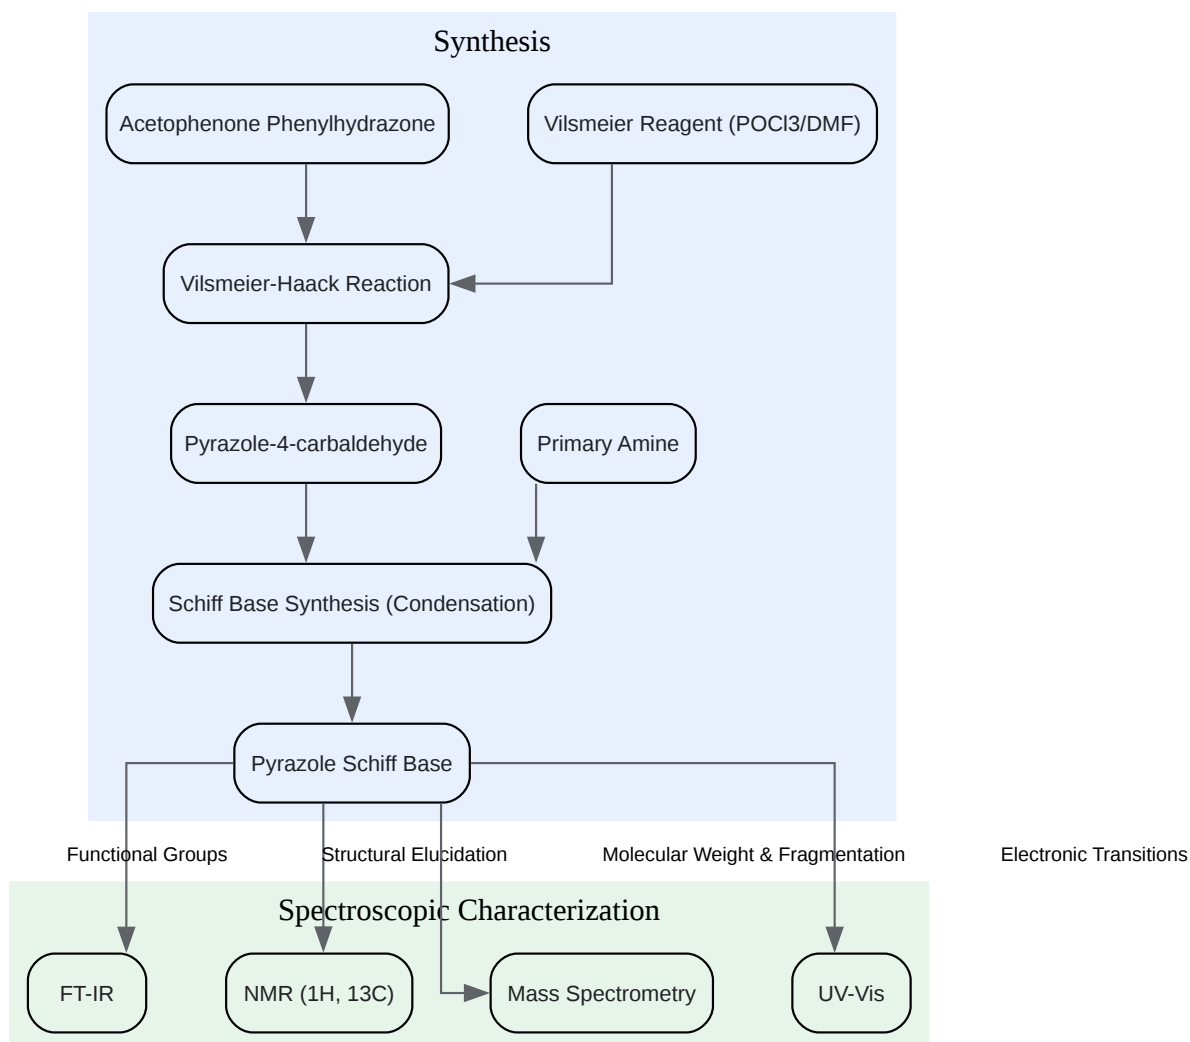 Synthesis
Acetophenone Phenylhydrazone
Vilsmeier Reagent (POCl3/DMF)
Vilsmeier-Haack Reaction
Pyrazole-4-carbaldehyde
Primary Amine
Schiff Base Synthesis (Condensation)
Pyrazole Schiff Base
Functional Groups
Structural Elucidation
Molecular Weight & Fragmentation
Electronic Transitions
Spectroscopic Characterization
FT-IR
NMR (1H, 13C)
Mass Spectrometry
UV-Vis